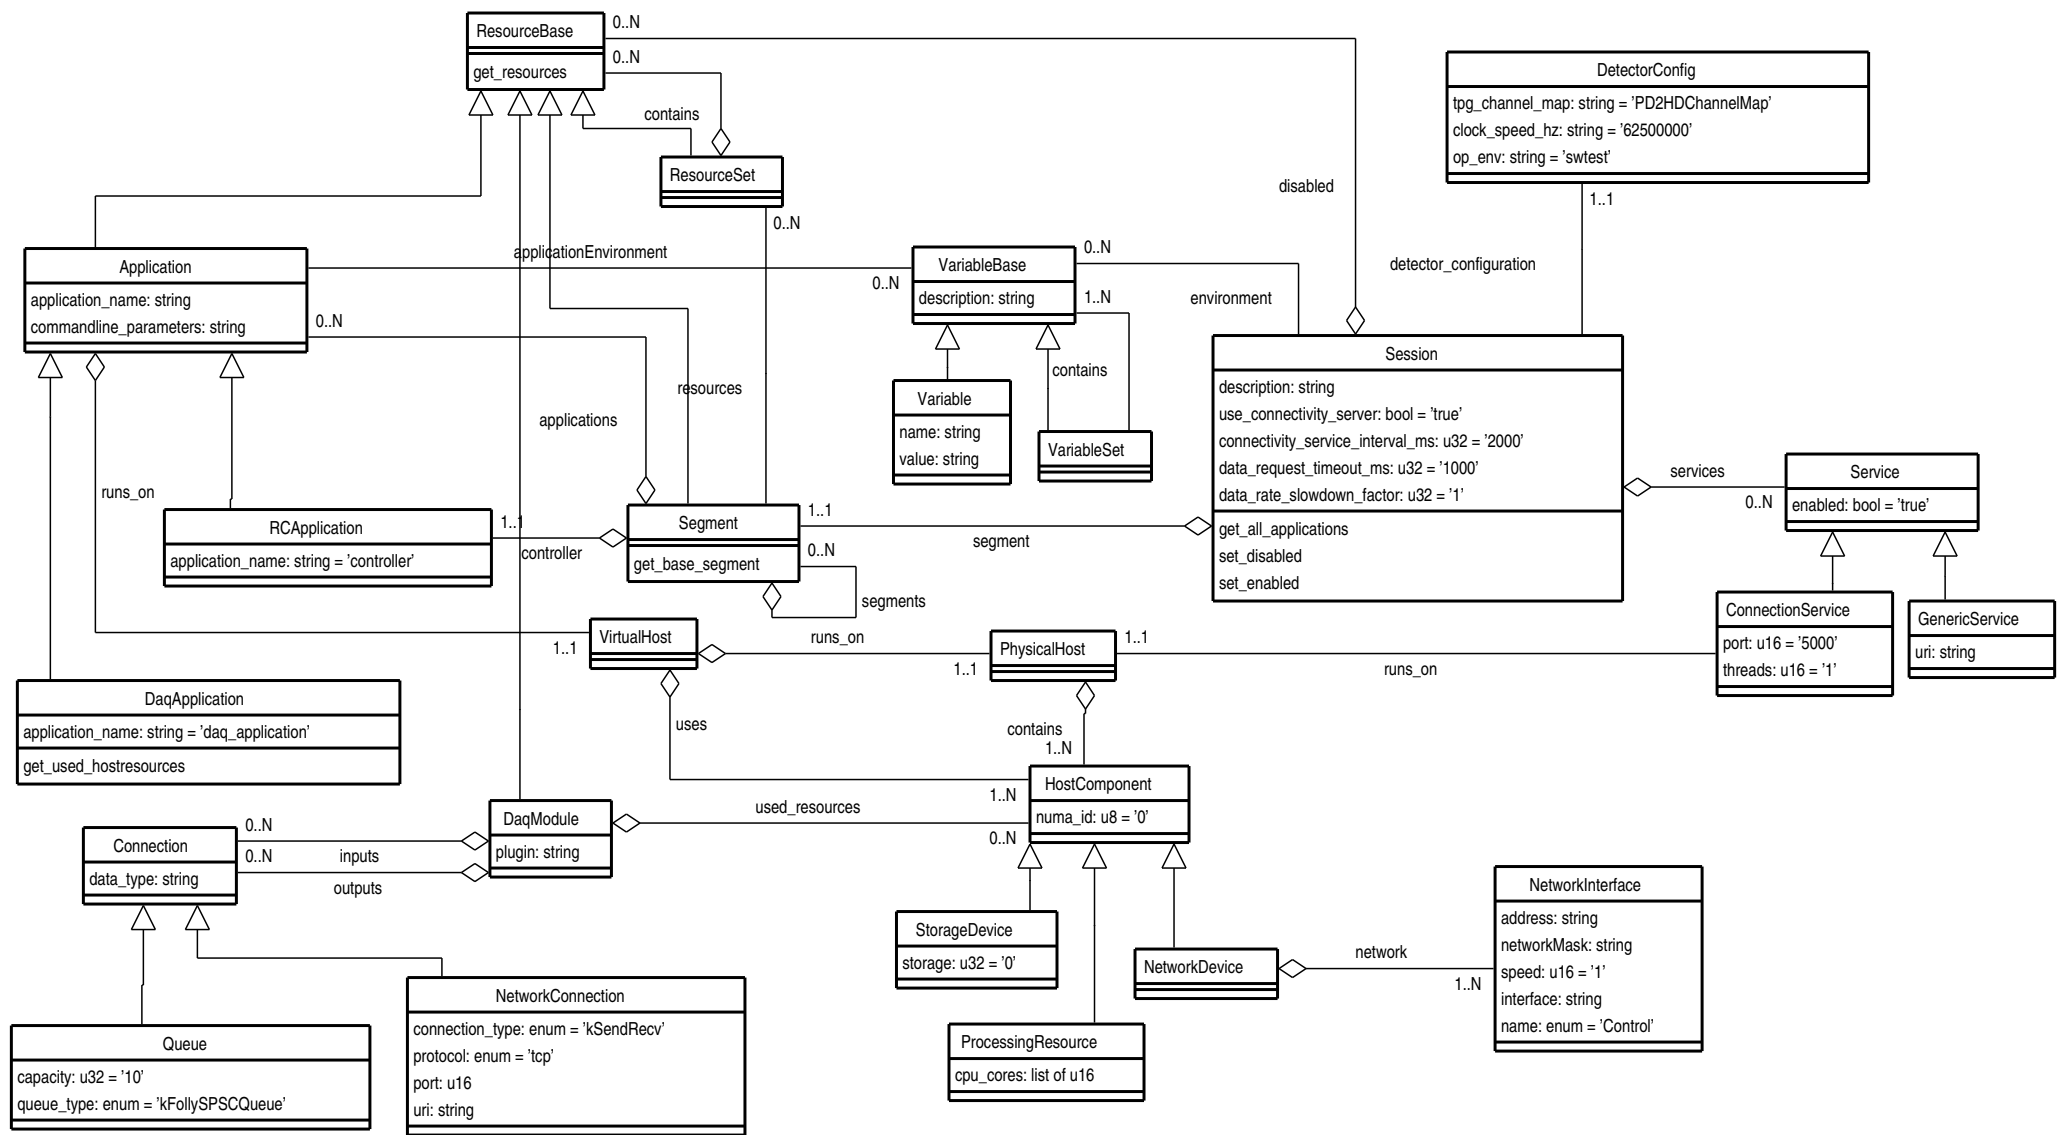 ResourceBase
get_resources
0..N
0..N
contains
ResourceSet
0..N
disabled
DetectorConfig
tpg_channel_map: string = 'PD2HDChannelMap'
clock_speed_hz: string = '62500000'
op_env: string = 'swtest'
1..1
detector_configuration
Application
application_name: string
commandline_parameters: string
applicationEnvironment
0..N
0..N
VariableBase
description: string
0..N
1..N
environment
contains
Variable
name: string
value: string
VariableSet
resources
applications
Session
description: string
use_connectivity_server: bool = 'true'
connectivity_service_interval_ms: u32 = '2000'
data_request_timeout_ms: u32 = '1000'
data_rate_slowdown_factor: u32 = '1'
get_all_applications
set_disabled
set_enabled
services
0..N
Service
enabled: bool = 'true'
runs_on
RCApplication
application_name: string = 'controller'
1..1
controller
Segment
get_base_segment
1..1
0..N
segments
segment
ConnectionService
port: u16 = '5000'
threads: u16 = '1'
GenericService
uri: string
VirtualHost
1..1
runs_on
1..1
PhysicalHost
1..1
runs_on
DaqApplication
application_name: string = 'daq_application'
get_used_hostresources
uses
contains
1..N
HostComponent
numa_id: u8 = '0'
1..N
0..N
used_resources
DaqModule
plugin: string
0..N
0..N
inputs
outputs
Connection
data_type: string
StorageDevice
storage: u32 = '0'
NetworkDevice
network
1..N
NetworkInterface
address: string
networkMask: string
speed: u16 = '1'
interface: string
name: enum = 'Control'
NetworkConnection
connection_type: enum = 'kSendRecv'
protocol: enum = 'tcp'
port: u16
uri: string
Queue
capacity: u32 = '10'
queue_type: enum = 'kFollySPSCQueue'
ProcessingResource
cpu_cores: list of u16